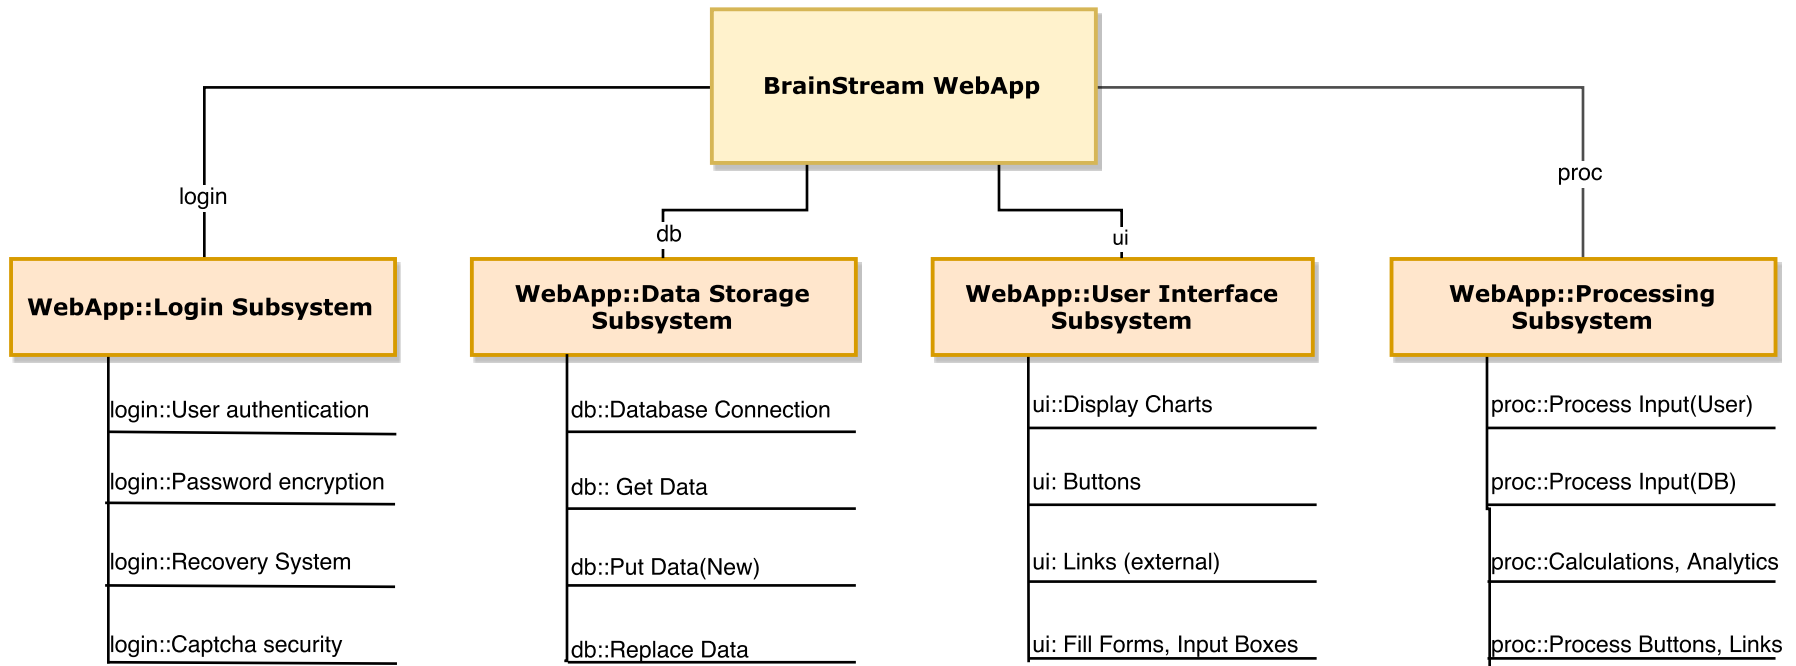 BrainStream WebApp
login
db
ui
proc
WebApp::Login Subsystem
WebApp::Data Storage
Subsystem
WebApp::User Interface
Subsystem
WebApp::Processing
Subsystem
login::User authentication
login::Password encryption
login::Recovery System
login::Captcha security
db::Database Connection
db:: Get Data
db::Put Data(New)
db::Replace Data
ui::Display Charts
ui: Buttons
ui: Links (external)
ui: Fill Forms, Input Boxes
proc::Process Input(User)
proc::Process Input(DB)
proc::Calculations, Analytics
proc::Process Buttons, Links